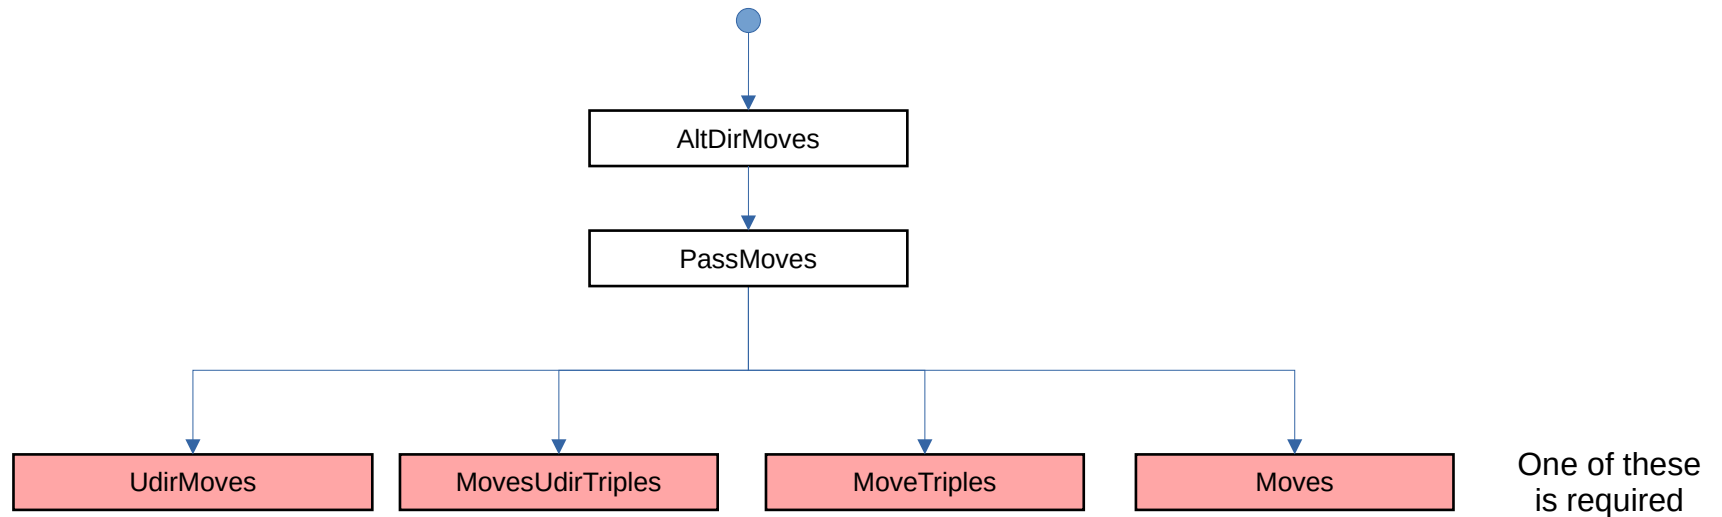 AltDirMoves
PassMoves
UdirMoves
MovesUdirTriples
MoveTriples
Moves
One of these
is required